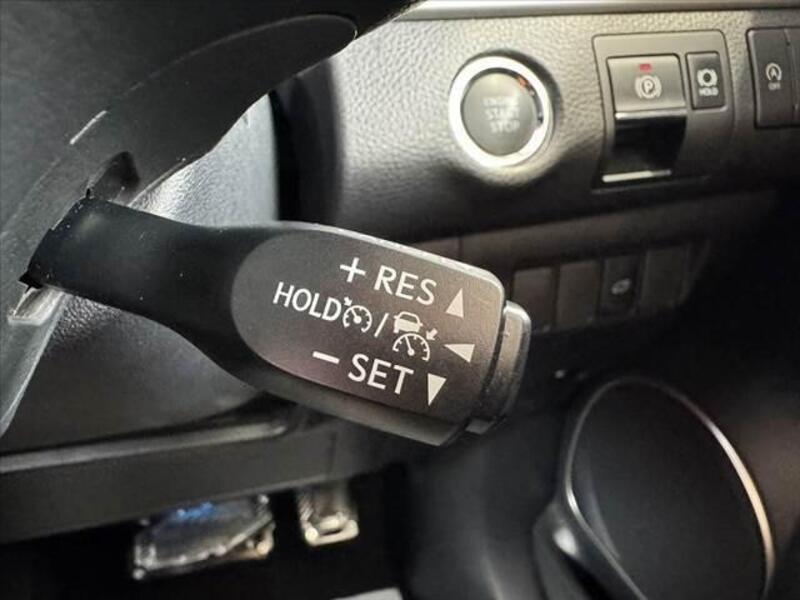 ENGINE
START
STOP
P
HOLD
OFF
+ RES
HOLD /
− SET